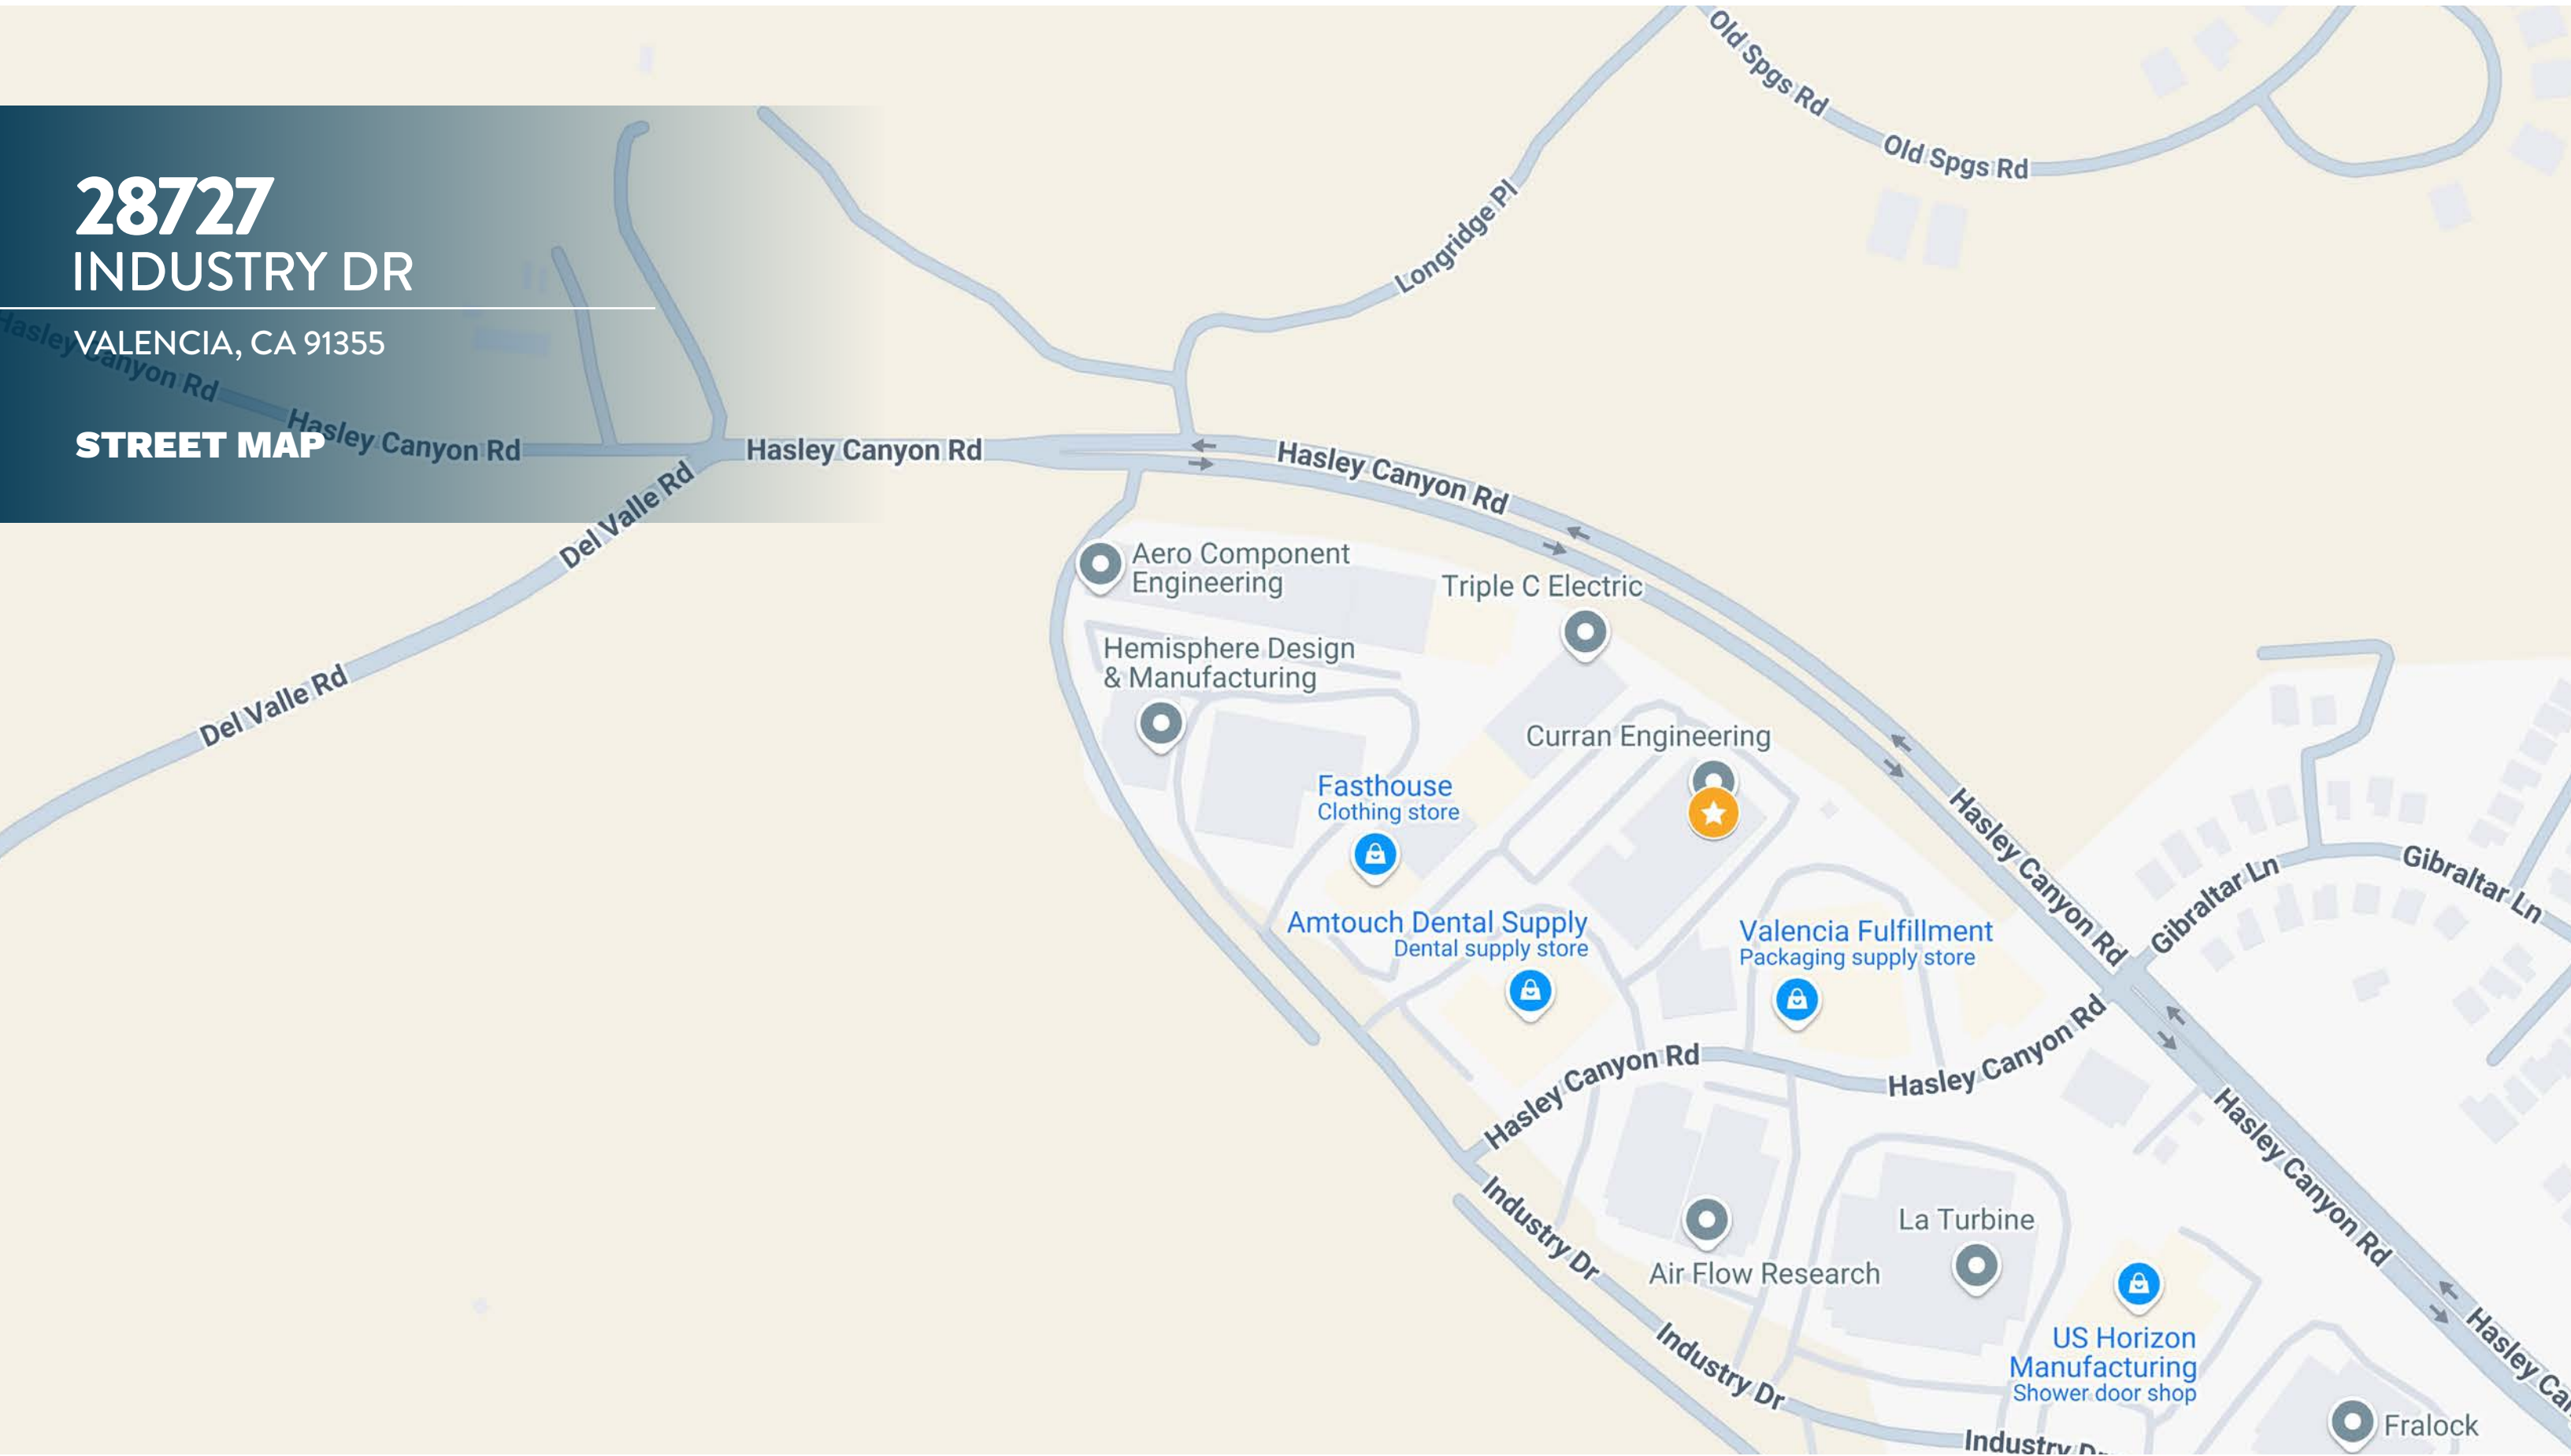 28727
INDUSTRY DR
VALENCIA, CA 91355
STREET MAP
Hasley Canyon Rd
Hasley Canyon Rd
Hasley Canyon Rd
Hasley Canyon Rd
Del Valle Rd
Del Valle Rd
Longridge Pl
Old Spgs Rd
Old Spgs Rd
Aero Component
Engineering
Triple C Electric
Hemisphere Design
& Manufacturing
Curran Engineering
Fasthouse
Clothing store
Amtouch Dental Supply
Dental supply store
Valencia Fulfillment
Packaging supply store
Hasley Canyon Rd
Gibraltar Ln
Gibraltar Ln
Hasley Canyon Rd
Hasley Canyon Rd
Hasley Canyon Rd
Industry Dr
Air Flow Research
La Turbine
Industry Dr
US Horizon
Manufacturing
Shower door shop
Hasley Ca
Fralock
Industry Dr